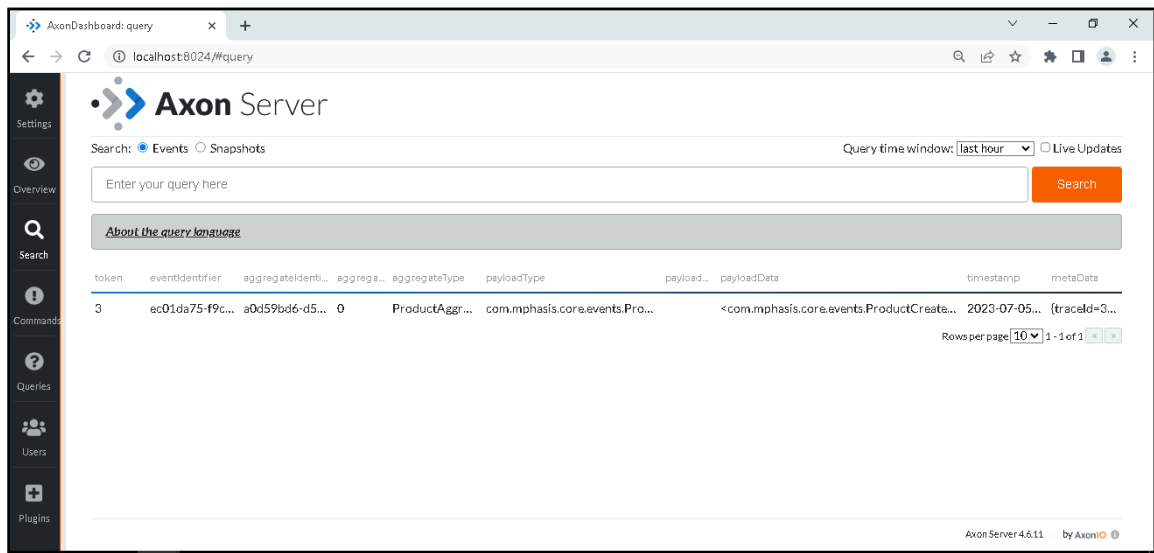 AxonDashboard: query
localhost:8024/#query
Settings
Overview
Search
Commands
Queries
Users
Plugins
Axon Server
Search: Events Snapshots Query time window: last hour Live Updates
Enter your query here Search
About the query language
token eventIdentifier aggregateIdenti... aggrega... aggregateType payloadType payload... payloadData timestamp metaData
3 ec01da75-f9c... a0d59bd6-d5... 0 ProductAggr... com.mphasis.core.events.Pro... <com.mphasis.core.events.ProductCreate... 2023-07-05... {traceId=3...
Rows per page 10 1 - 1 of 1 < >
Axon Server 4.6.11 by AxonIQ